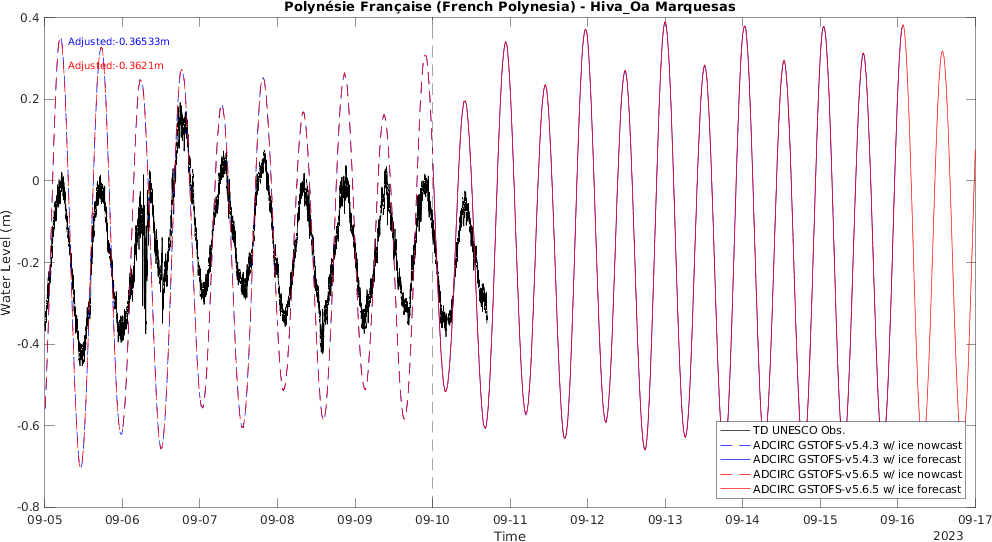 Polynésie Française (French Polynesia) - Hiva_Oa Marquesas
Adjusted:-0.36533m
Adjusted:-0.3621m
Water Level (m)
0.4
0.2
0
-0.2
-0.4
-0.6
-0.8
TD UNESCO Obs.
ADCIRC GSTOFS-v5.4.3 w/ ice nowcast
ADCIRC GSTOFS-v5.4.3 w/ ice forecast
ADCIRC GSTOFS-v5.6.5 w/ ice nowcast
ADCIRC GSTOFS-v5.6.5 w/ ice forecast
09-05 09-06 09-07 09-08 09-09 09-10 09-11 09-12 09-13 09-14 09-15 09-16 09-17
Time
2023